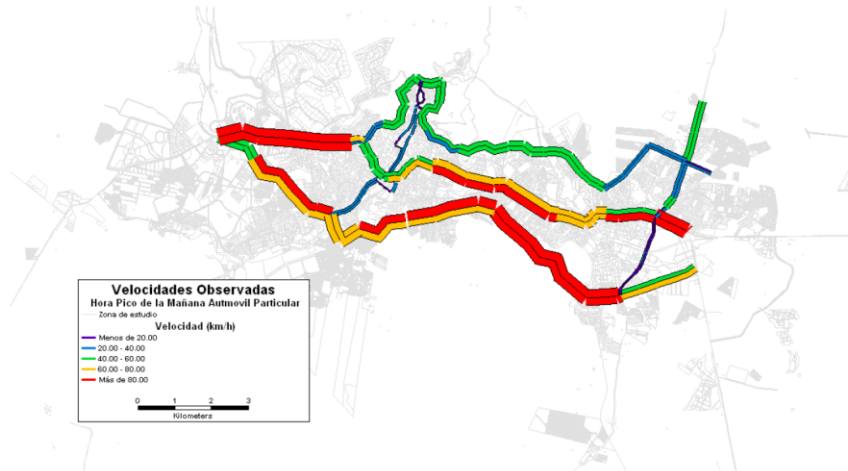 Velocidades Observadas
Hora Pico de la Mañana Autmovil Particular
Zona de estudio
Velocidad (km/h)
Menos de 20.00
20.00 - 40.00
40.00 - 60.00
60.00 - 80.00
Más de 80.00
0 1 2 3
Kilometers